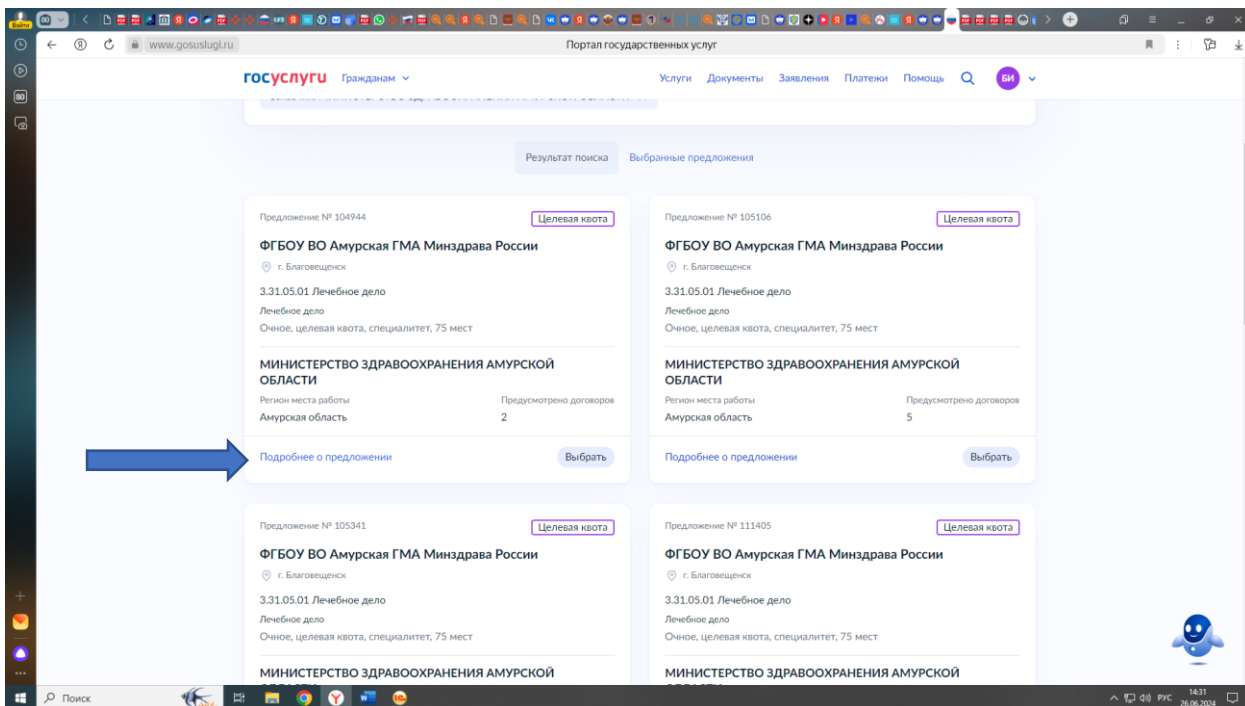 Войти
80
www.gosuslugi.ru
Портал государственных услуг
80
госуслуги
Гражданам
Услуги
Документы
Заявления
Платежи
Помощь
БИ
Результат поиска
Выбранные предложения
Предложение № 104944
Целевая квота
ФГБОУ ВО Амурская ГМА Минздрава России
г. Благовещенск
3.31.05.01 Лечебное дело
Лечебное дело
Очное, целевая квота, специалитет, 75 мест
МИНИСТЕРСТВО ЗДРАВООХРАНЕНИЯ АМУРСКОЙ
ОБЛАСТИ
Регион места работы
Предусмотрено договоров
Амурская область
2
Подробнее о предложении
Выбрать
Предложение № 105106
Целевая квота
ФГБОУ ВО Амурская ГМА Минздрава России
г. Благовещенск
3.31.05.01 Лечебное дело
Лечебное дело
Очное, целевая квота, специалитет, 75 мест
МИНИСТЕРСТВО ЗДРАВООХРАНЕНИЯ АМУРСКОЙ
ОБЛАСТИ
Регион места работы
Предусмотрено договоров
Амурская область
5
Подробнее о предложении
Выбрать
Предложение № 105341
Целевая квота
ФГБОУ ВО Амурская ГМА Минздрава России
г. Благовещенск
3.31.05.01 Лечебное дело
Лечебное дело
Очное, целевая квота, специалитет, 75 мест
МИНИСТЕРСТВО ЗДРАВООХРАНЕНИЯ АМУРСКОЙ
Предложение № 111405
Целевая квота
ФГБОУ ВО Амурская ГМА Минздрава России
г. Благовещенск
3.31.05.01 Лечебное дело
Лечебное дело
Очное, целевая квота, специалитет, 75 мест
МИНИСТЕРСТВО ЗДРАВООХРАНЕНИЯ АМУРСКОЙ
Поиск
РУС
14:31
26.06.2024